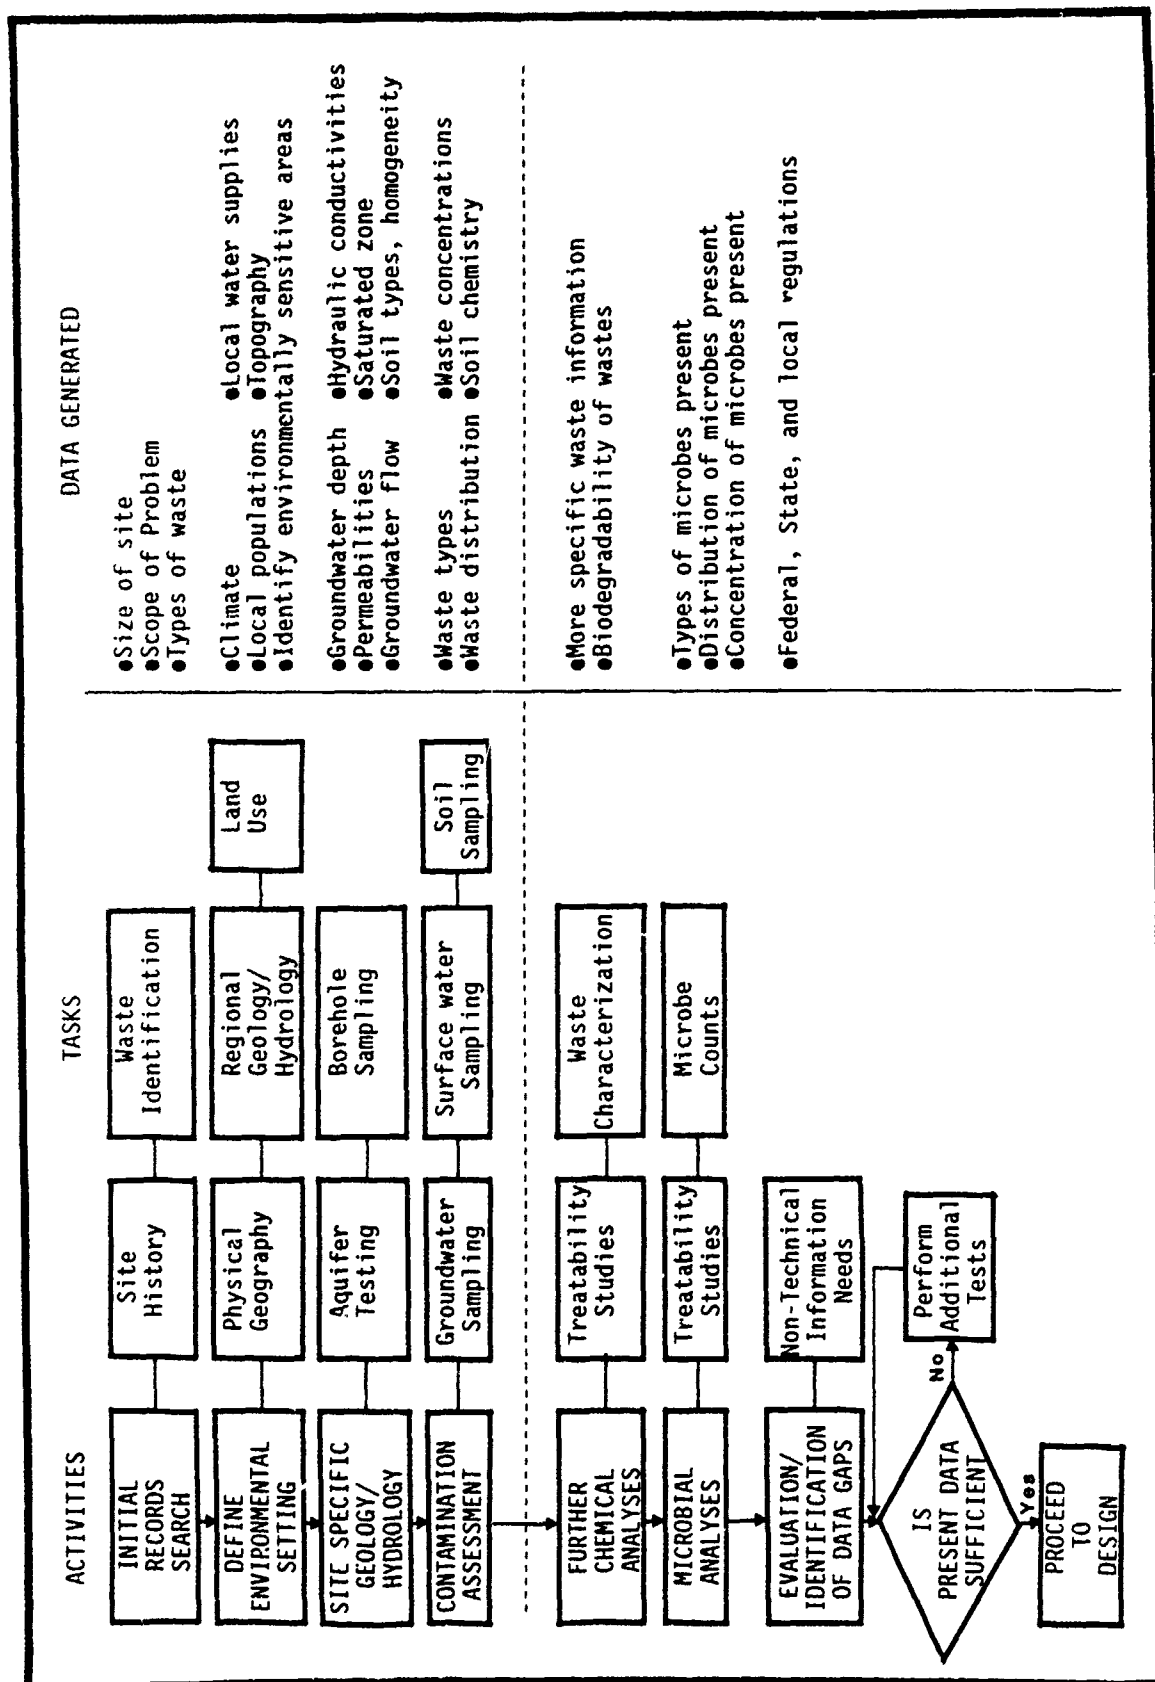 ACTIVITIES
TASKS
DATA GENERATED
INITIAL
RECORDS
SEARCH
Site
History
Waste
Identification
●Size of site
●Scope of Problem
●Types of waste
DEFINE
ENVIRONMENTAL
SETTING
Physical
Geography
Regional
Geology/
Hydrology
Land
Use
●Climate ●Local water supplies
●Local populations ●Topography
●Identify environmentally sensitive areas
SITE SPECIFIC
GEOLOGY/
HYDROLOGY
Aquifer
Testing
Borehole
Sampling
●Groundwater depth ●Hydraulic conductivities
●Permeabilities ●Saturated zone
●Groundwater flow ●Soil types, homogeneity
CONTAMINATION
ASSESSMENT
Groundwater
Sampling
Surface water
Sampling
Soil
Sampling
●Waste types ●Waste concentrations
●Waste distribution ●Soil chemistry
FURTHER
CHEMICAL
ANALYSES
Treatability
Studies
Waste
Characterization
●More specific waste information
●Biodegradability of wastes
MICROBIAL
ANALYSES
Treatability
Studies
Microbe
Counts
●Types of microbes present
●Distribution of microbes present
●Concentration of microbes present
EVALUATION/
IDENTIFICATION
OF DATA GAPS
Non-Technical
Information
Needs
●Federal, State, and local regulations
IS
PRESENT DATA
SUFFICIENT
No
Perform
Additional
Tests
Yes
PROCEED
TO
DESIGN